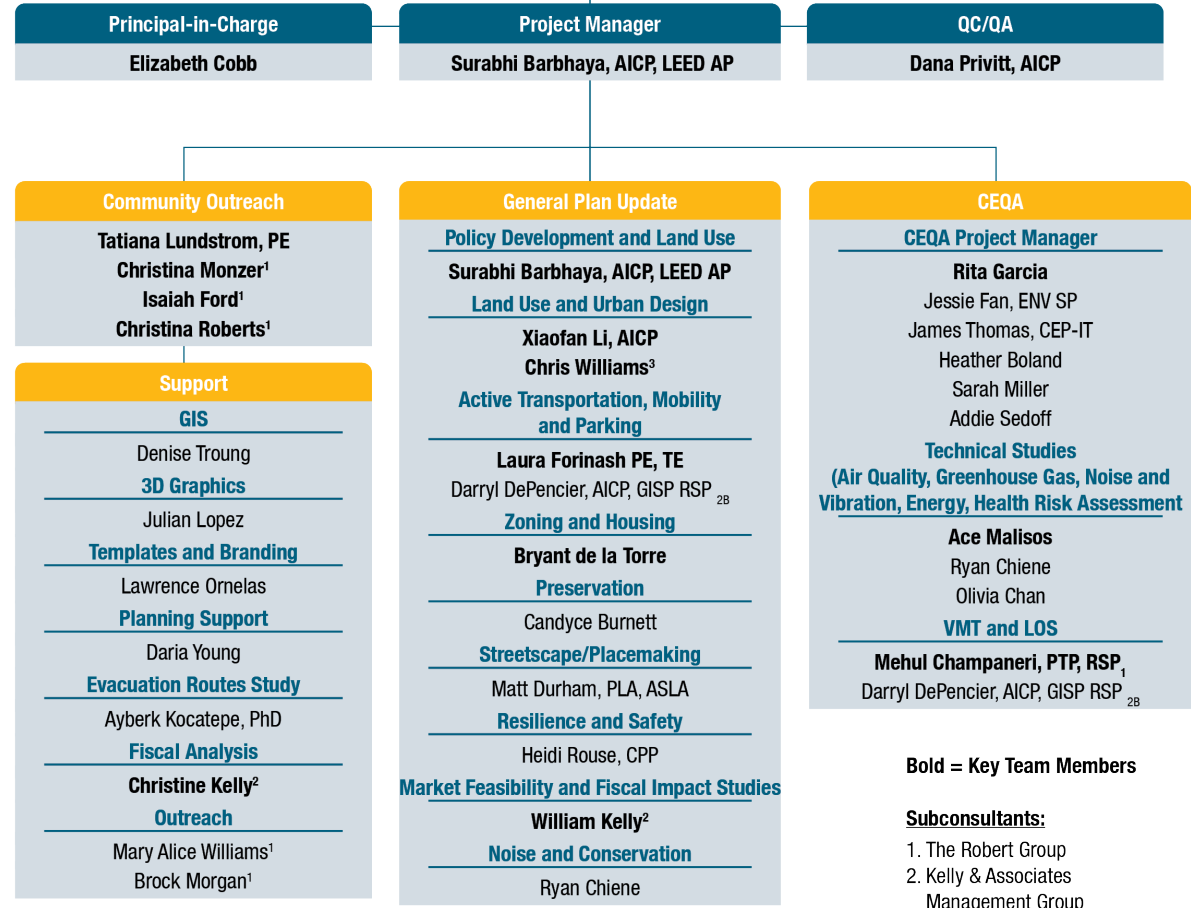 Principal-in-Charge
Elizabeth Cobb
Project Manager
Surabhi Barbhaya, AICP, LEED AP
QC/QA
Dana Privitt, AICP
Community Outreach
Tatiana Lundstrom, PE
Christina Monzer¹
Isaiah Ford¹
Christina Roberts¹
Support
GIS
Denise Troung
3D Graphics
Julian Lopez
Templates and Branding
Lawrence Ornelas
Planning Support
Daria Young
Evacuation Routes Study
Ayberk Kocatepe, PhD
Fiscal Analysis
Christine Kelly²
Outreach
Mary Alice Williams¹
Brock Morgan¹
General Plan Update
Policy Development and Land Use
Surabhi Barbhaya, AICP, LEED AP
Land Use and Urban Design
Xiaofan Li, AICP
Chris Williams³
Active Transportation, Mobility
and Parking
Laura Forinash PE, TE
Darryl DePencier, AICP, GISP RSP 2B
Zoning and Housing
Bryant de la Torre
Preservation
Candyce Burnett
Streetscape/Placemaking
Matt Durham, PLA, ASLA
Resilience and Safety
Heidi Rouse, CPP
Market Feasibility and Fiscal Impact Studies
William Kelly²
Noise and Conservation
Ryan Chiene
CEQA
CEQA Project Manager
Rita Garcia
Jessie Fan, ENV SP
James Thomas, CEP-IT
Heather Boland
Sarah Miller
Addie Sedoff
Technical Studies
(Air Quality, Greenhouse Gas, Noise and
Vibration, Energy, Health Risk Assessment
Ace Malisos
Ryan Chiene
Olivia Chan
VMT and LOS
Mehul Champaneri, PTP, RSP₁
Darryl DePencier, AICP, GISP RSP 2B
Bold = Key Team Members
Subconsultants:
1. The Robert Group
2. Kelly & Associates
Management Group